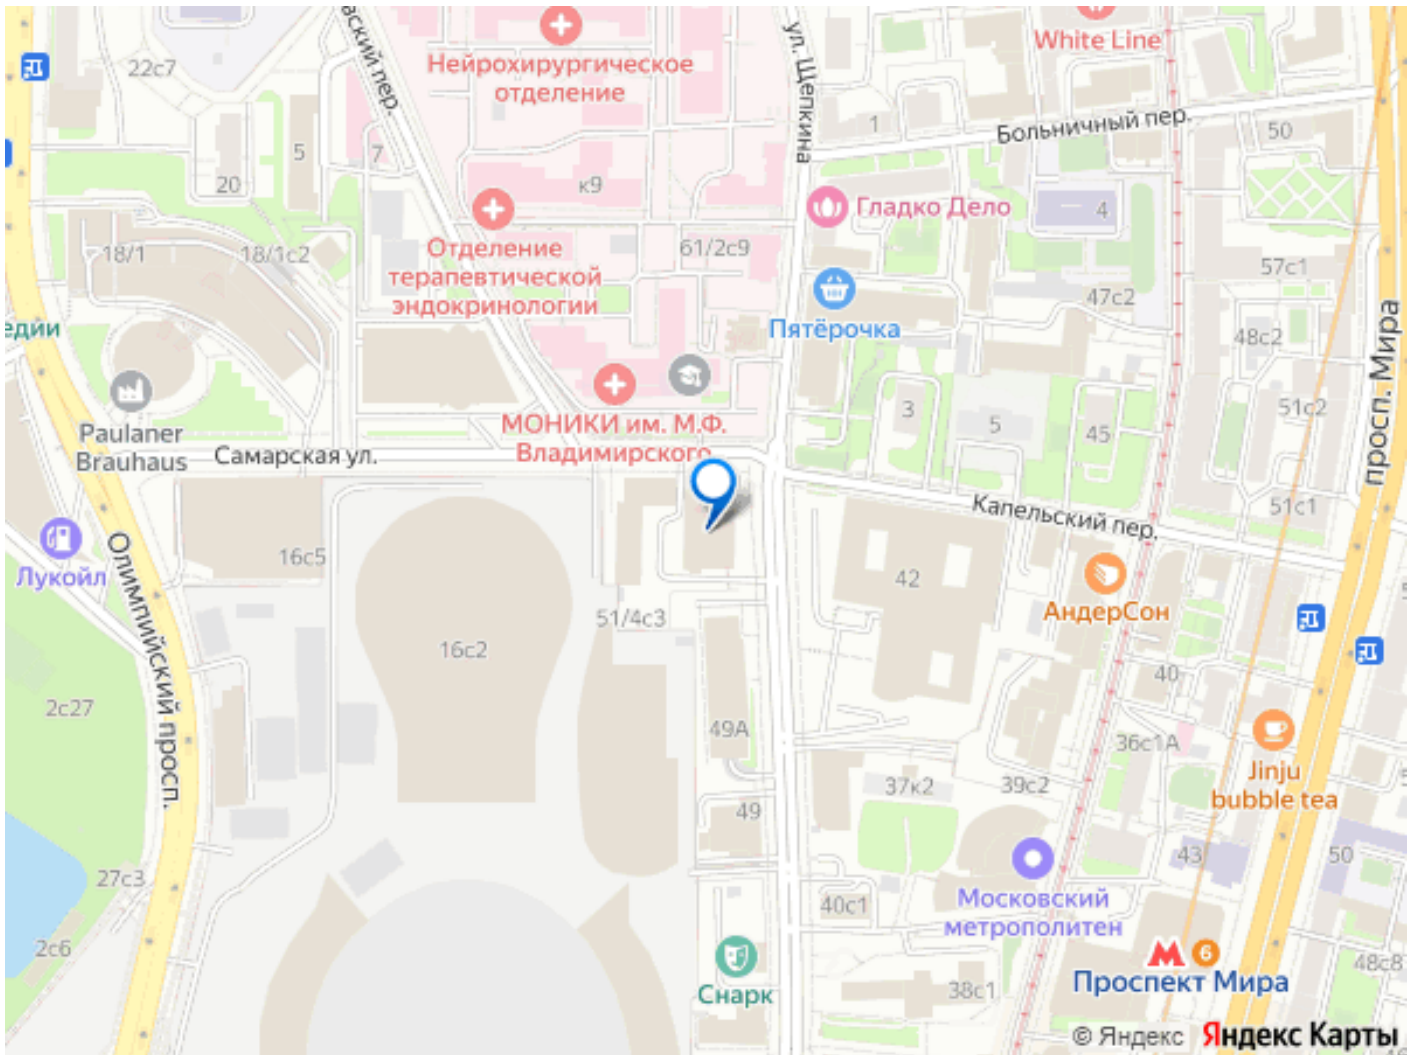 вский пер.
ул. Щепкина
White Line
22с7
Нейрохирургическое
отделение
Больничный пер.
1
50
5
7
20
к9
Гладко Дело
4
18/1
18/1с2
Отделение
терапевтической
эндокринологии
61/2с9
57с1
47с2
едии
Пятёрочка
48с2
просп. Мира
3
51с2
5
45
Paulaner
Brauhaus
Самарская ул.
МОНИКИ им. М.Ф.
Владимирского
Капельский пер.
51с1
Лукойл
Олимпийский просп.
16с5
42
АндерСон
51/4с3
16с2
40
2с27
49А
36с1А
Jinju
bubble tea
37к2
39с2
49
43
50
27с3
40с1
Московский
метрополитен
2с6
6
48с8
Проспект Мира
Снарк
38с1
© Яндекс Яндекс Карты